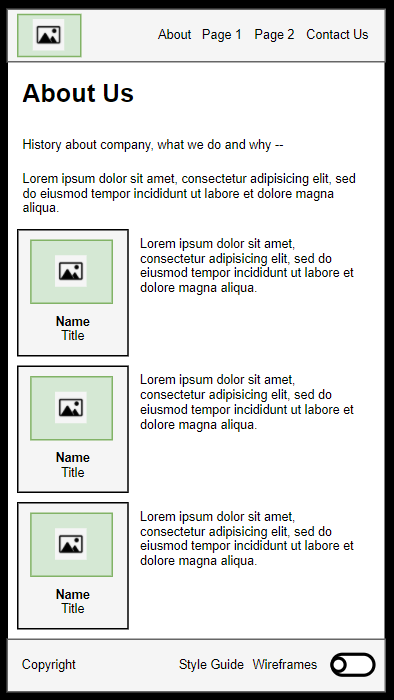 About Page 1 Page 2 Contact Us
About Us
History about company, what we do and why --
Lorem ipsum dolor sit amet, consectetur adipisicing elit, sed
do eiusmod tempor incididunt ut labore et dolore magna
aliqua.
Name
Title
Lorem ipsum dolor sit amet,
consectetur adipisicing elit, sed do
eiusmod tempor incididunt ut labore et
dolore magna aliqua.
Name
Title
Lorem ipsum dolor sit amet,
consectetur adipisicing elit, sed do
eiusmod tempor incididunt ut labore et
dolore magna aliqua.
Name
Title
Lorem ipsum dolor sit amet,
consectetur adipisicing elit, sed do
eiusmod tempor incididunt ut labore et
dolore magna aliqua.
Copyright Style Guide Wireframes